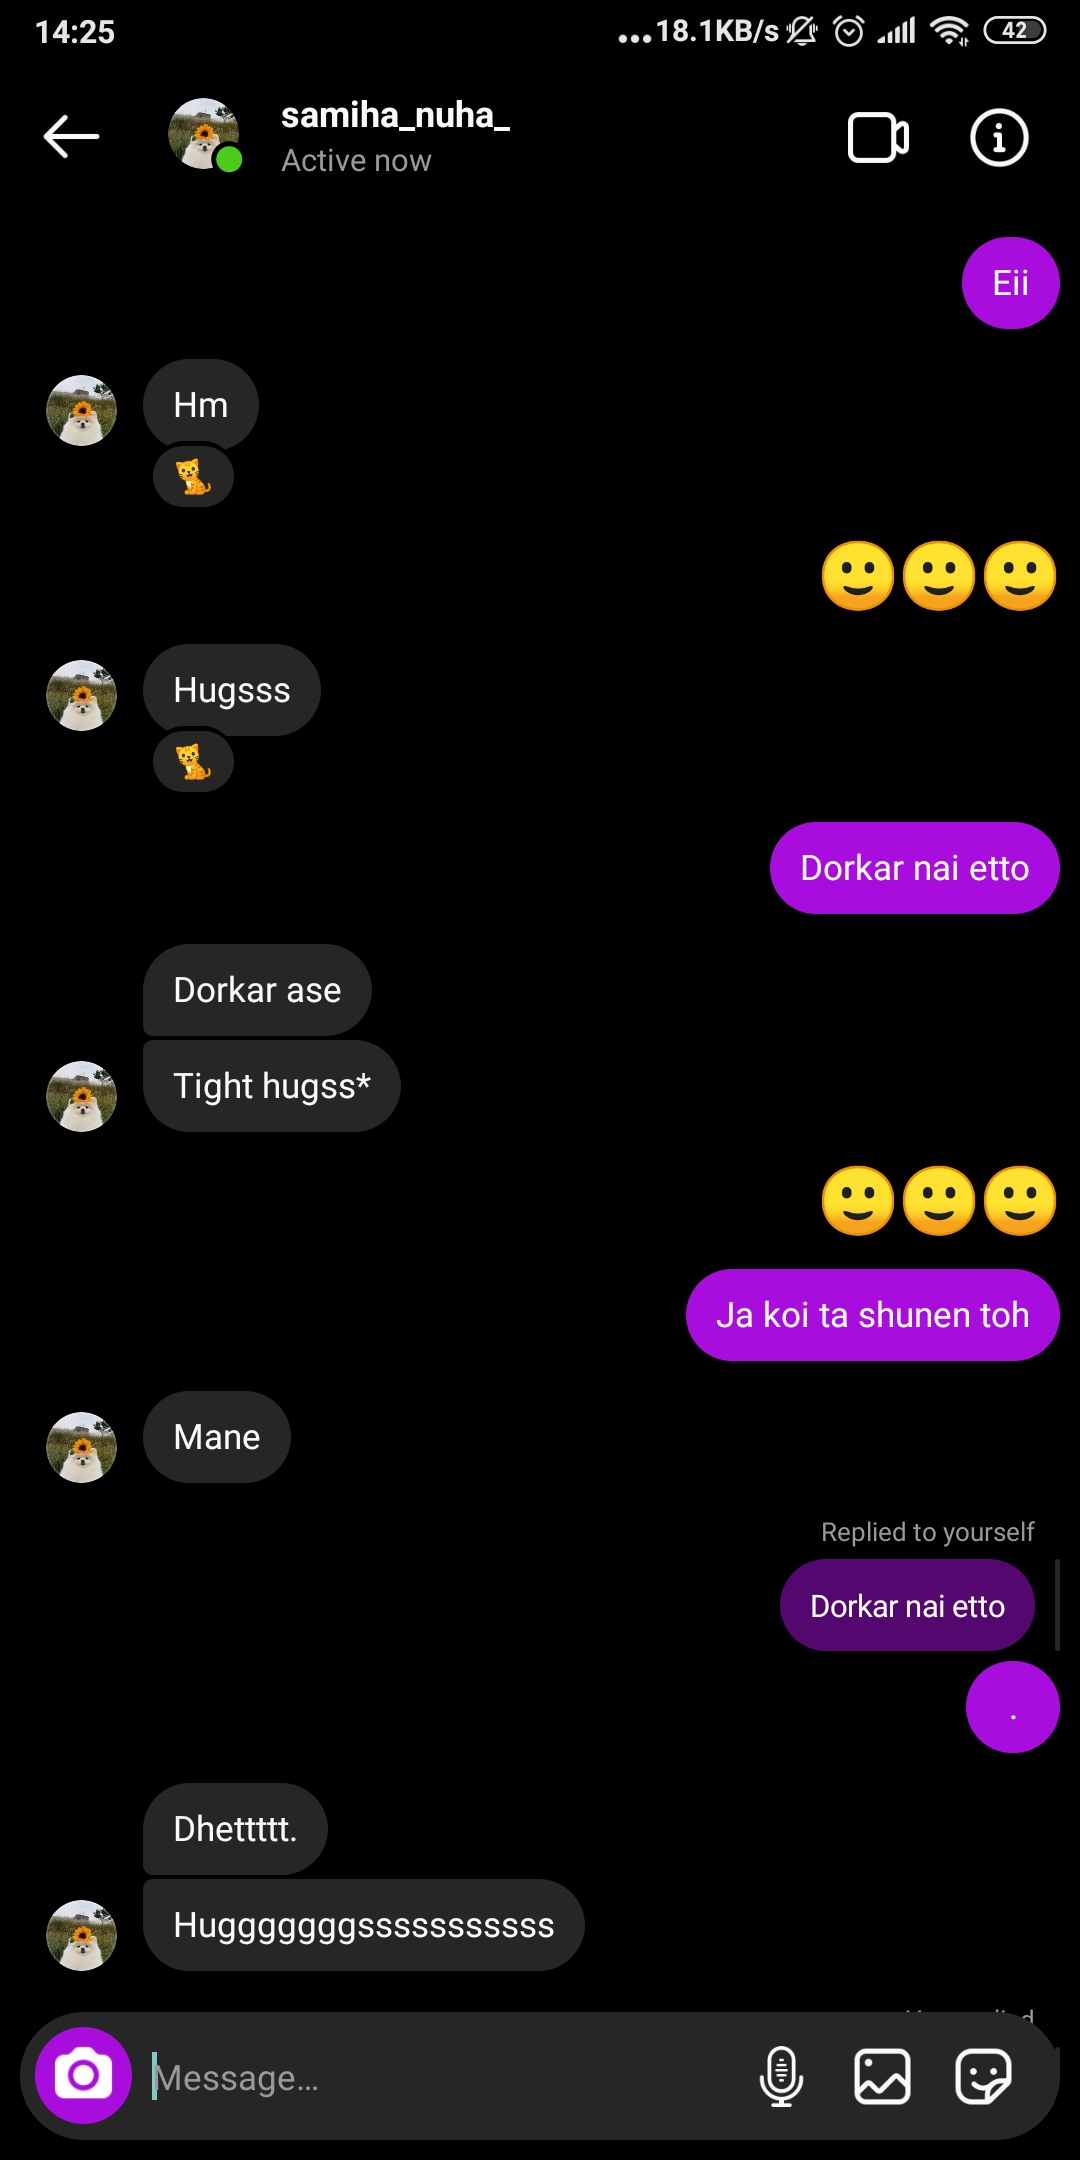 14:25
...18.1KB/s
42
samiha_nuha_
Active now
Eii
Hm
🐈
🙂🙂🙂
Hugsss
🐈
Dorkar nai etto
Dorkar ase
Tight hugss*
🙂🙂🙂
Ja koi ta shunen toh
Mane
Replied to yourself
Dorkar nai etto
.
Dhettttt.
Hugggggggsssssssssss
Message...